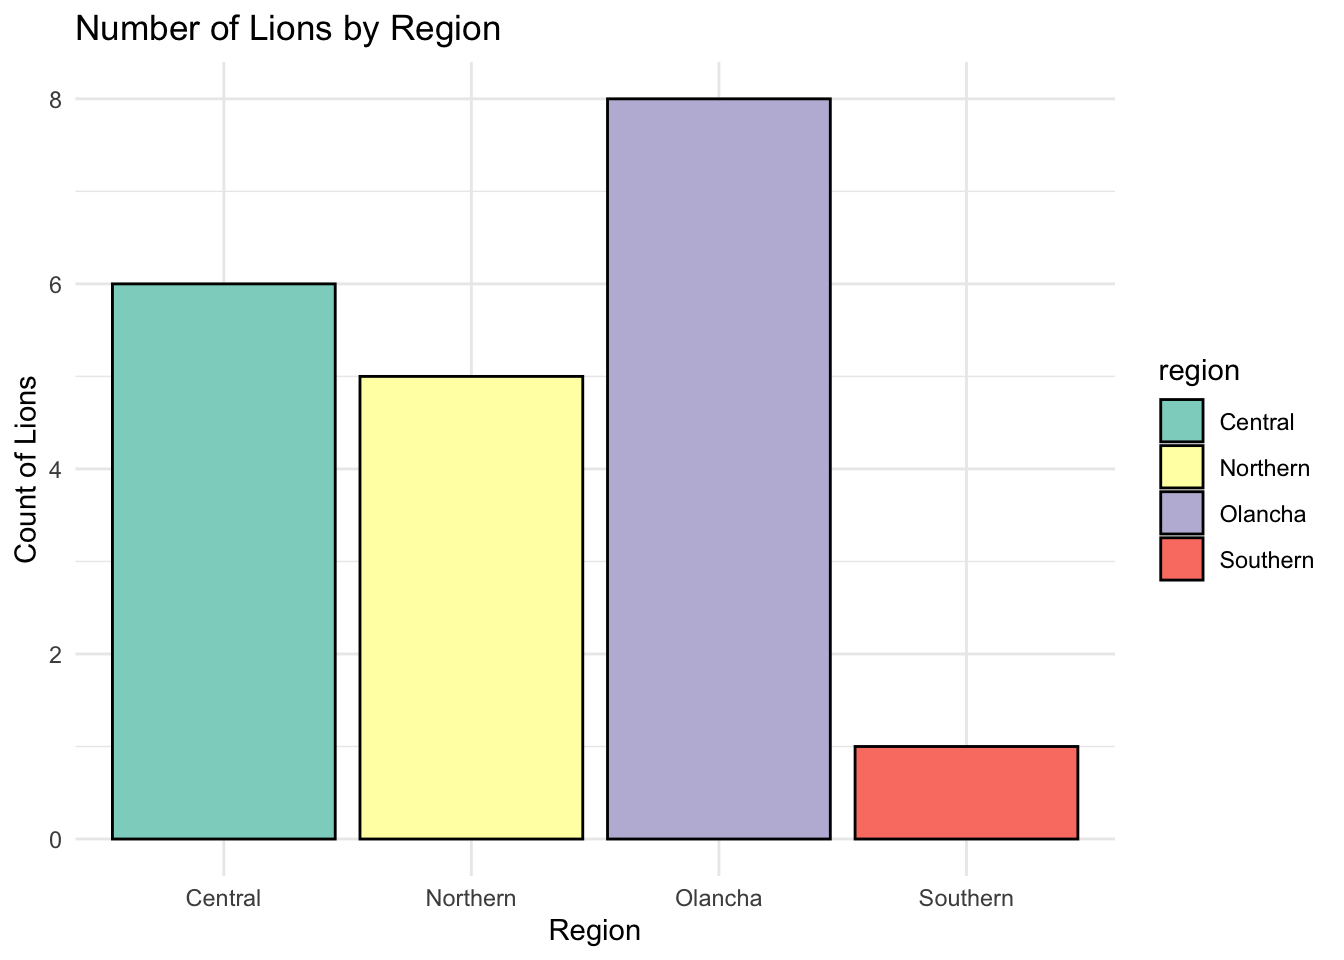 Number of Lions by Region
Count of Lions
8
6
4
2
0
Central Northern Olancha Southern
Region
region
Central
Northern
Olancha
Southern